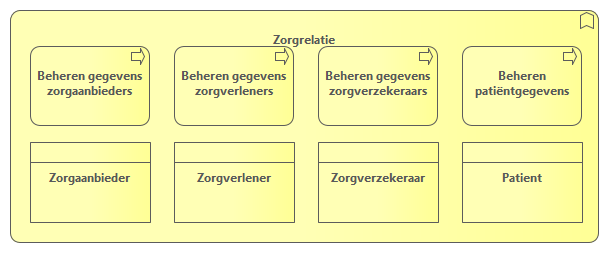 Zorgrelatie
Beheren gegevens
zorgaanbieders
Beheren gegevens
zorgverleners
Beheren gegevens
zorgverzekeraars
Beheren
patiëntgegevens
Zorgaanbieder
Zorgverlener
Zorgverzekeraar
Patient